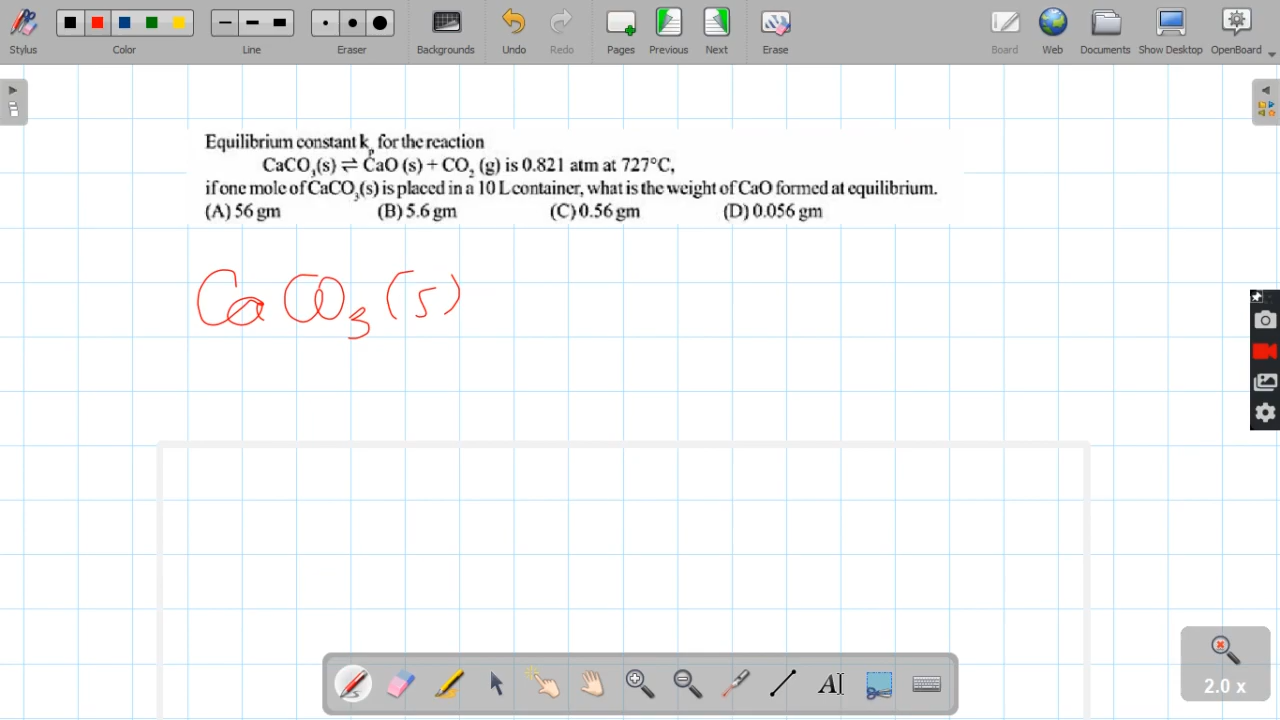 Stylus Color Line Eraser Backgrounds Undo Redo Pages Previous Next Erase Board Web Documents Show Desktop OpenBoard
Equilibrium constant kp for the reaction
CaCO3(s) ⇌ CaO (s) + CO2 (g) is 0.821 atm at 727°C,
if one mole of CaCO3(s) is placed in a 10 L container, what is the weight of CaO formed at equilibrium.
(A) 56 gm (B) 5.6 gm (C) 0.56 gm (D) 0.056 gm
CaCO3 (s)
2.0 x